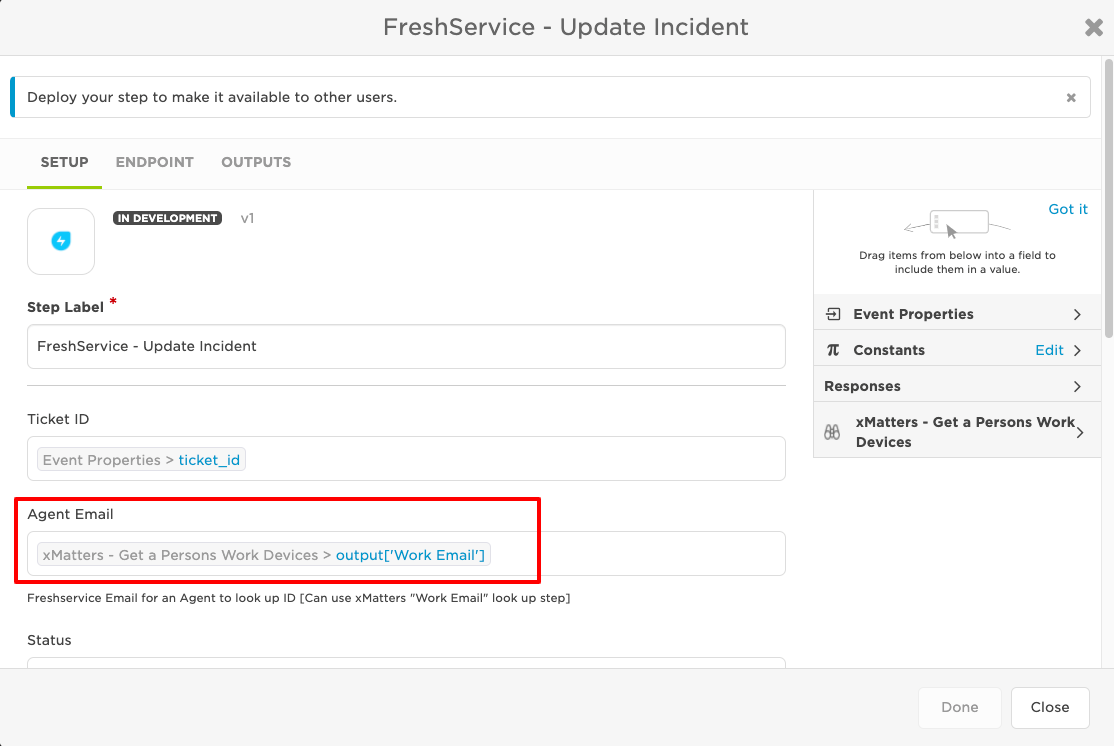 FreshService - Update Incident
Deploy your step to make it available to other users.
SETUP ENDPOINT OUTPUTS
IN DEVELOPMENT v1
Got it
Drag items from below into a field to
include them in a value.
Step Label *
FreshService - Update Incident
Event Properties
π Constants Edit
Responses
xMatters - Get a Persons Work
Devices
Ticket ID
Event Properties > ticket_id
Agent Email
xMatters - Get a Persons Work Devices > output['Work Email']
Freshservice Email for an Agent to look up ID [Can use xMatters "Work Email" look up step]
Status
Done Close